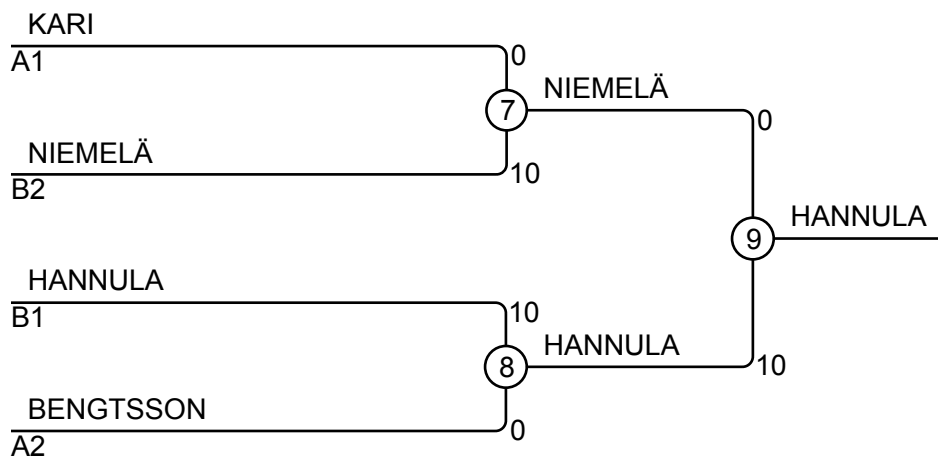 KARI
A1
0
7
NIEMELÄ
0
NIEMELÄ
B2
10
9
HANNULA
HANNULA
B1
10
8
HANNULA
10
BENGTSSON
A2
0